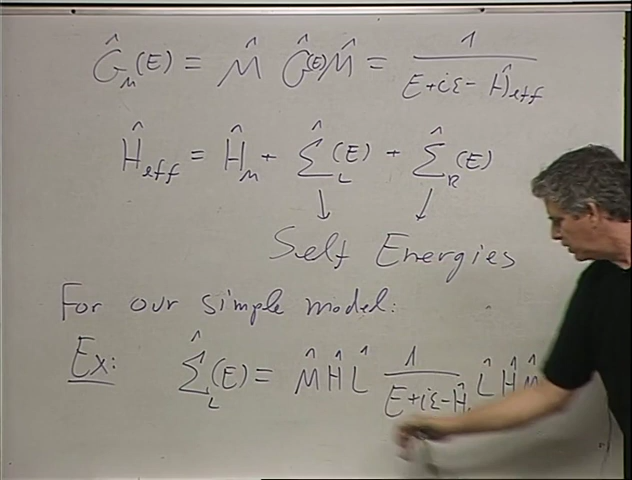 Ĝ_M(E) = M̂ Ĝ(E) M̂ = 1 / (E+iε-Ĥ_eff)
Ĥ_eff = Ĥ_M + Σ̂_L(E) + Σ̂_R(E)
↓ ↓
Self Energies
For our simple model:
Ex: Σ̂_L(E) = M̂ Ĥ L̂ 1 / (E+iε-Ĥ) L̂ Ĥ M̂